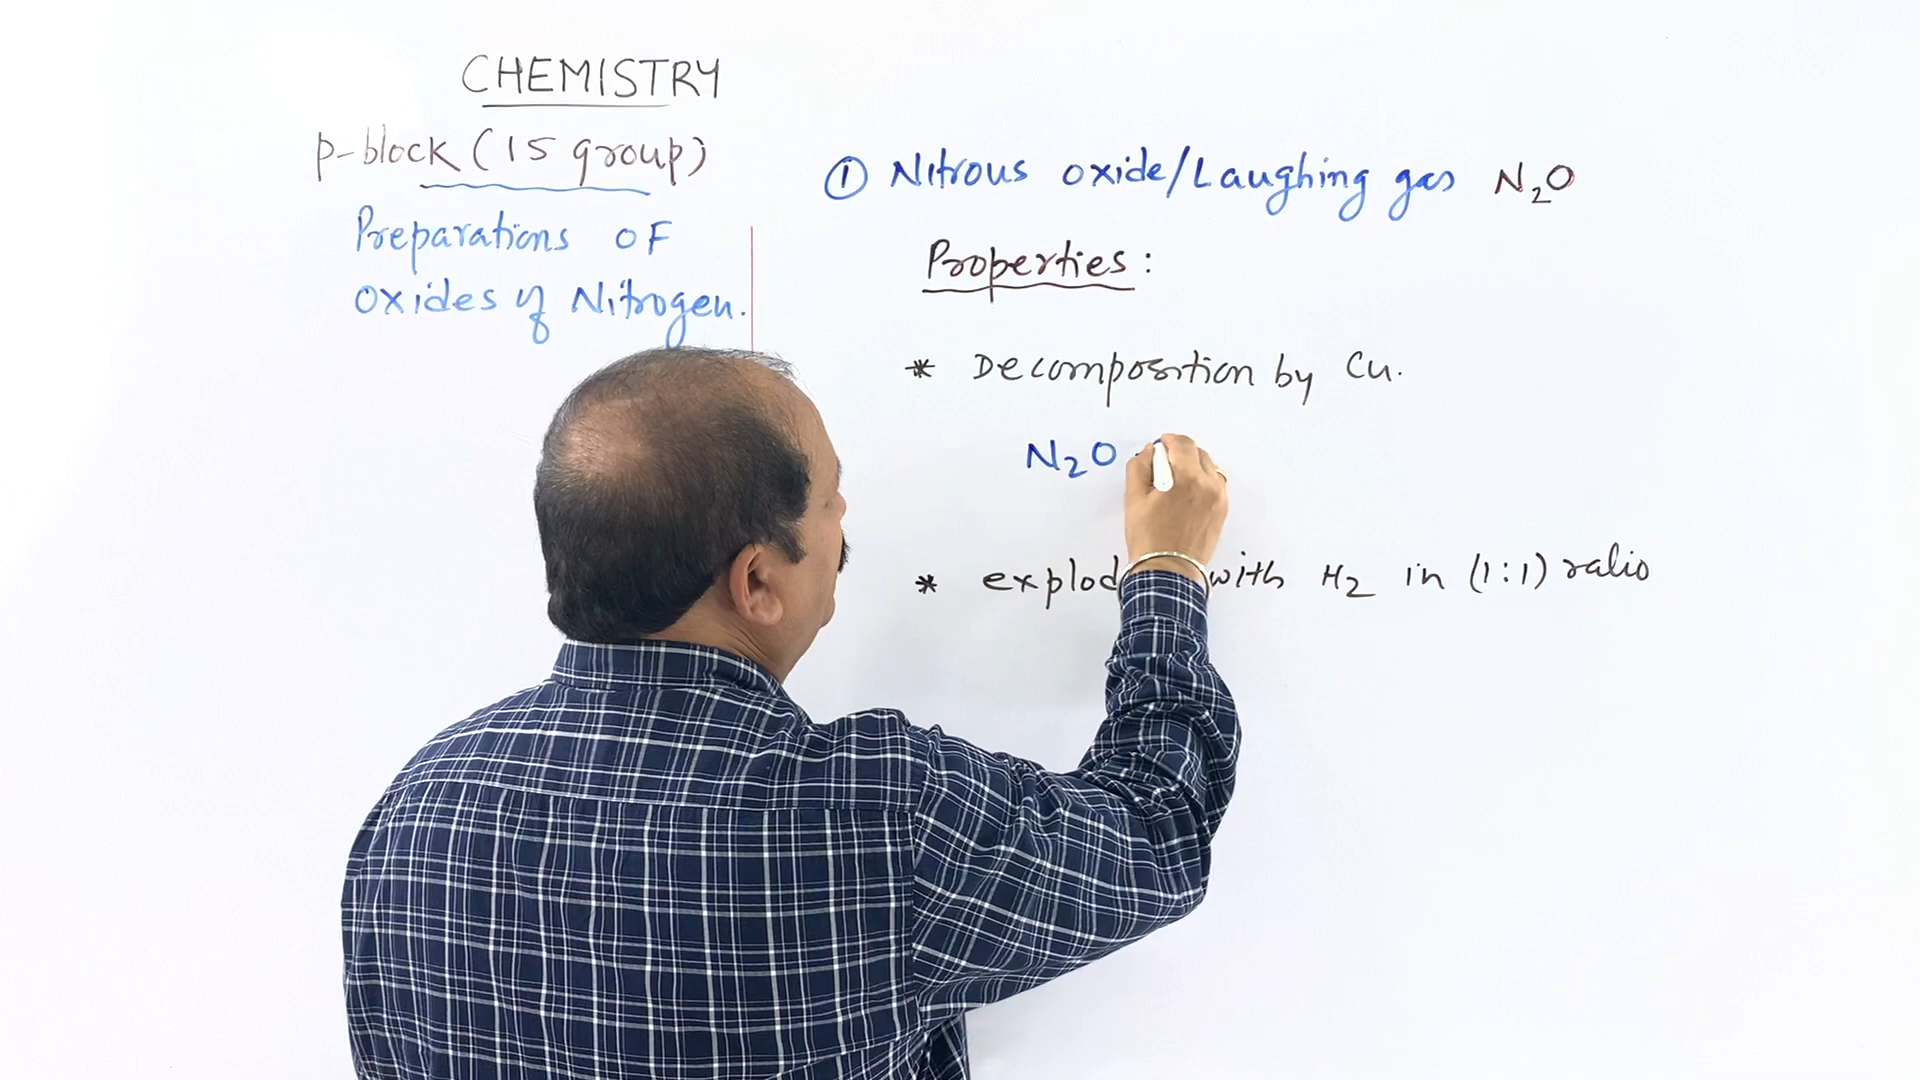 CHEMISTRY
p-block (15 group)
Preparations of
Oxides of Nitrogen.
① Nitrous oxide/Laughing gas N₂O
Properties :
* Decomposition by Cu.
N₂O
* explod with H₂ in (1:1) ratio